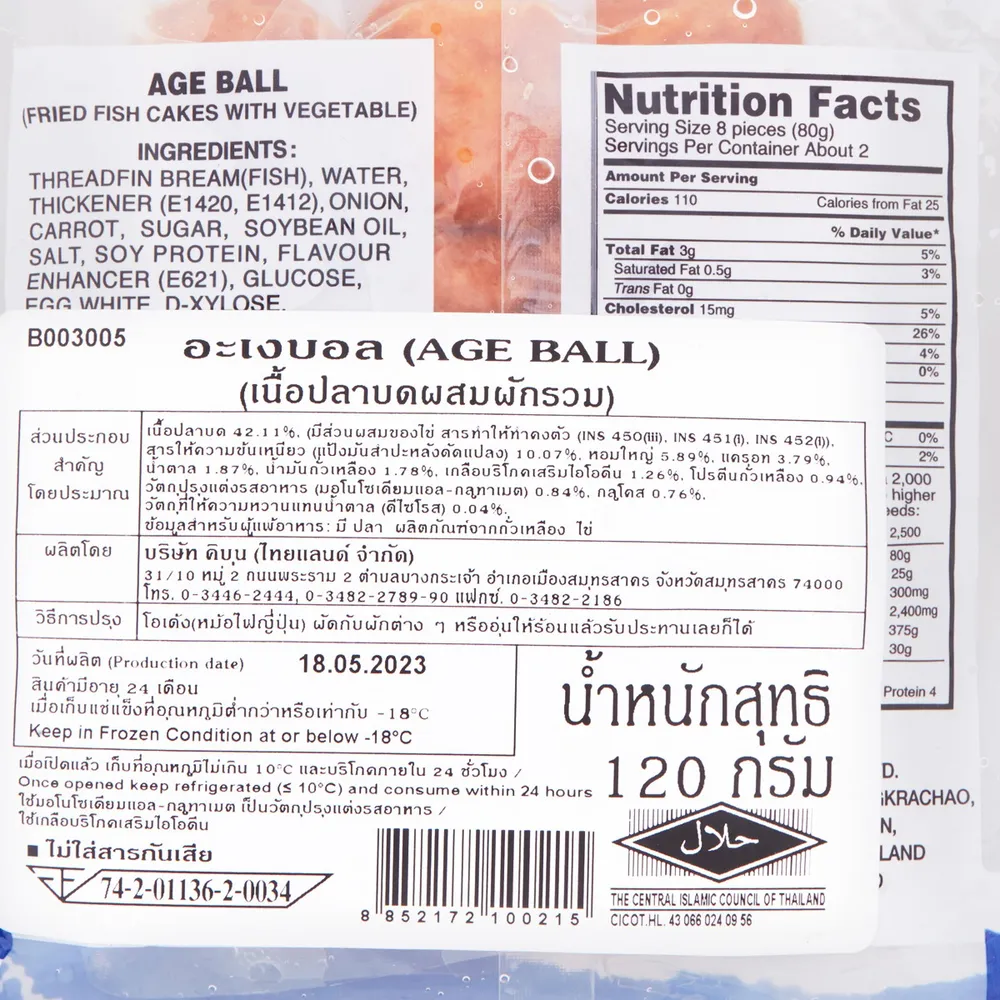 AGE BALL
(FRIED FISH CAKES WITH VEGETABLE)
INGREDIENTS:
THREADFIN BREAM(FISH), WATER,
THICKENER (E1420, E1412), ONION,
CARROT, SUGAR, SOYBEAN OIL,
SALT, SOY PROTEIN, FLAVOUR
ENHANCER (E621), GLUCOSE,
EGG WHITE, D-XYLOSE.
Nutrition Facts
Serving Size 8 pieces (80g)
Servings Per Container About 2
Amount Per Serving
Calories 110 Calories from Fat 25
% Daily Value*
Total Fat 3g 5%
Saturated Fat 0.5g 3%
Trans Fat 0g
Cholesterol 15mg 5%
26%
4%
0%
C 0%
2%
2,000
higher
2,500
80g
25g
300mg
2,400mg
375g
30g
Protein 4
D.
KRACHAO,
N,
LAND
B003005
อะเงบอล (AGE BALL)
(เนื้อปลาบดผสมผักรวม)
ส่วนประกอบ
สำคัญ
โดยประมาณ
เนื้อปลาบด 42.11%, (มีส่วนผสมของไข่ สารทำให้คงตัว (INS 450(iii), INS 451(i), INS 452(i)),
สารให้ความข้นเหนียว (แป้งมันสำปะหลังดัดแปลง) 10.07%, หอมใหญ่ 5.89%, แครอท 3.79%,
น้ำตาล 1.87%, น้ำมันถั่วเหลือง 1.78%, เกลือบริโภคเสริมไอโอดีน 1.26%, โปรตีนถั่วเหลือง 0.94%,
วัตถุปรุงแต่งรสอาหาร (มอโนโซเดียมแอล-กลูทาเมต) 0.84%, กลูโคส 0.76%,
วัตถุที่ให้ความหวานแทนน้ำตาล (ดีไซโรส) 0.04%,
ข้อมูลสำหรับผู้แพ้อาหาร: มี ปลา ผลิตภัณฑ์จากถั่วเหลือง ไข่
ผลิตโดย
บริษัท คิบุน (ไทยแลนด์ จำกัด)
31/10 หมู่ 2 ถนนพระราม 2 ตำบลบางกระเจ้า อำเภอเมืองสมุทรสาคร จังหวัดสมุทรสาคร 74000
โทร. 0-3446-2444, 0-3482-2789-90 แฟกซ์. 0-3482-2186
วิธีการปรุง
โอเด้ง(หม้อไฟญี่ปุ่น) ผัดกับผักต่าง ๆ หรืออุ่นให้ร้อนแล้วรับประทานเลยก็ได้
วันที่ผลิต (Production date) 18.05.2023
สินค้ามีอายุ 24 เดือน
เมื่อเก็บแช่แข็งที่อุณหภูมิต่ำกว่าหรือเท่ากับ -18°C
Keep in Frozen Condition at or below -18°C
น้ำหนักสุทธิ
120 กรัม
เมื่อเปิดแล้ว เก็บที่อุณหภูมิไม่เกิน 10°C และบริโภคภายใน 24 ชั่วโมง /
Once opened keep refrigerated (≤ 10°C) and consume within 24 hours
ใช้มอโนโซเดียมแอล-กลูทาเมต เป็นวัตถุปรุงแต่งรสอาหาร /
ใช้เกลือบริโภคเสริมไอโอดีน
■ ไม่ใส่สารกันเสีย
74-2-01136-2-0034
8 852172 100215
حلال
THE CENTRAL ISLAMIC COUNCIL OF THAILAND
CICOT.HL. 43 066 024 09 56